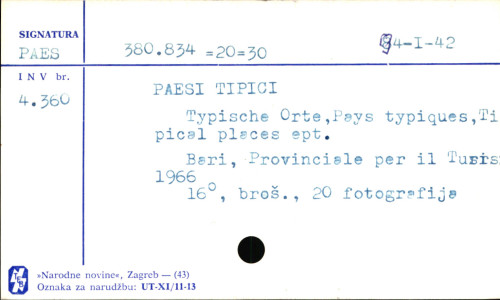 SIGNATURA
PAES
380.834 =20=30
94-I-42
INV br.
4.360
PAESI TIPICI
Typische Orte,Pays typiques,Ti
pical places ept.
Bari, Provinciale per il
1966
16°, broš., 20 fotografija
»Narodne novine«, Zagreb — (43)
Oznaka za narudžbu: UT-XI/11-13